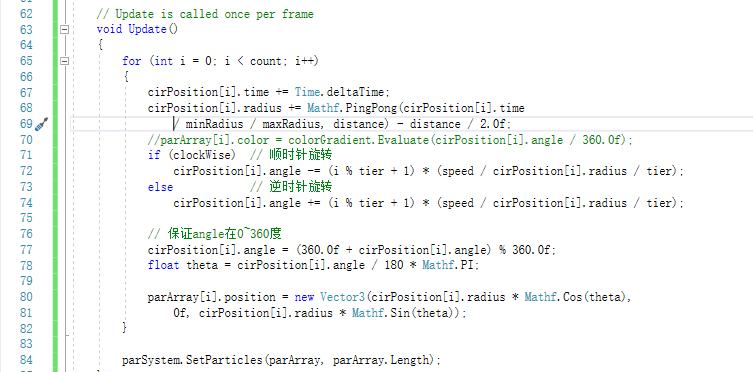 62 // Update is called once per frame
63 void Update()
64 {
65 for (int i = 0; i < count; i++)
66 {
67 cirPosition[i].time += Time.deltaTime;
68 cirPosition[i].radius += Mathf.PingPong(cirPosition[i].time
69 / minRadius / maxRadius, distance) - distance / 2.0f;
70 //parArray[i].color = colorGradient.Evaluate(cirPosition[i].angle / 360.0f);
71 if (clockWise) // 顺时针旋转
72 cirPosition[i].angle -= (i % tier + 1) * (speed / cirPosition[i].radius / tier);
73 else // 逆时针旋转
74 cirPosition[i].angle += (i % tier + 1) * (speed / cirPosition[i].radius / tier);
75
76 // 保证angle在0~360度
77 cirPosition[i].angle = (360.0f + cirPosition[i].angle) % 360.0f;
78 float theta = cirPosition[i].angle / 180 * Mathf.PI;
79
80 parArray[i].position = new Vector3(cirPosition[i].radius * Mathf.Cos(theta),
81 0f, cirPosition[i].radius * Mathf.Sin(theta));
82 }
83
84 parSystem.SetParticles(parArray, parArray.Length);